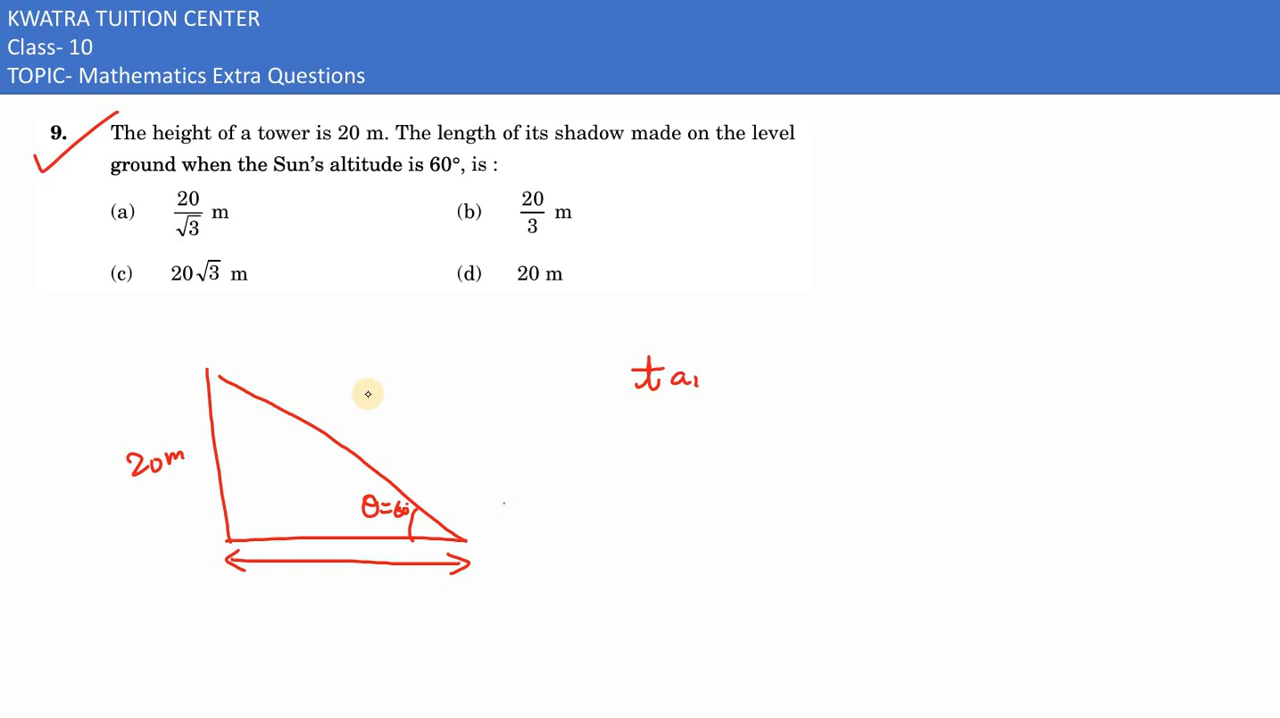 KWATRA TUITION CENTER
Class- 10
TOPIC- Mathematics Extra Questions
9. The height of a tower is 20 m. The length of its shadow made on the level
ground when the Sun's altitude is 60°, is :
(a) 20/√3 m (b) 20/3 m
(c) 20√3 m (d) 20 m
ta
20m
θ=60°